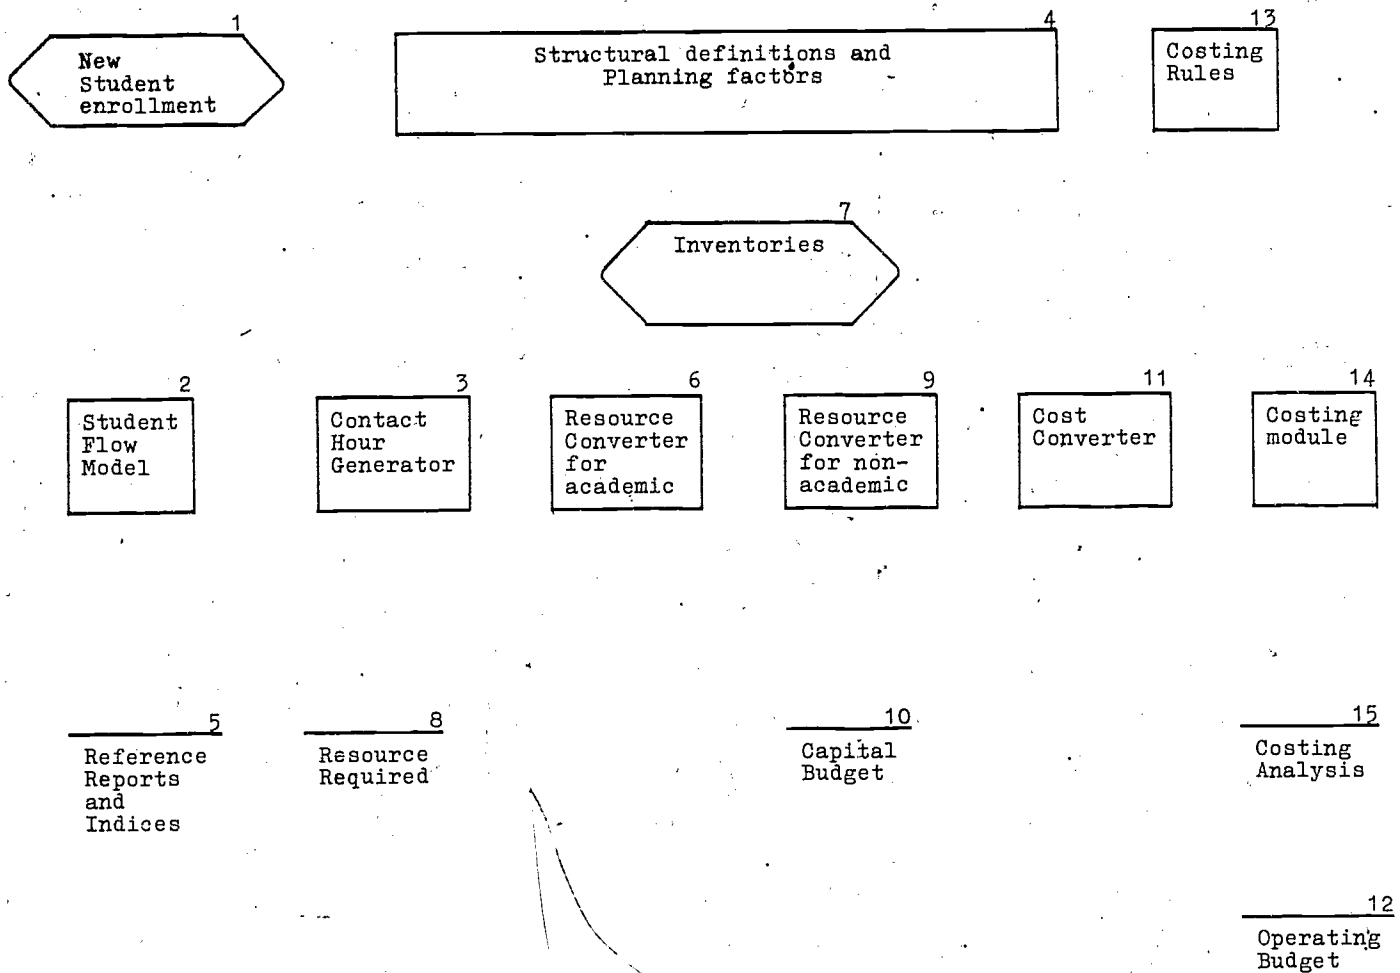 1
New
Student
enrollment
4
Structural definitions and
Planning factors
13
Costing
Rules
7
Inventories
2
Student
Flow
Model
3
Contact
Hour
Generator
6
Resource
Converter
for
academic
9
Resource
Converter
for non-
academic
11
Cost
Converter
14
Costing
module
5
Reference
Reports
and
Indices
8
Resource
Required
10
Capital
Budget
15
Costing
Analysis
12
Operating
Budget